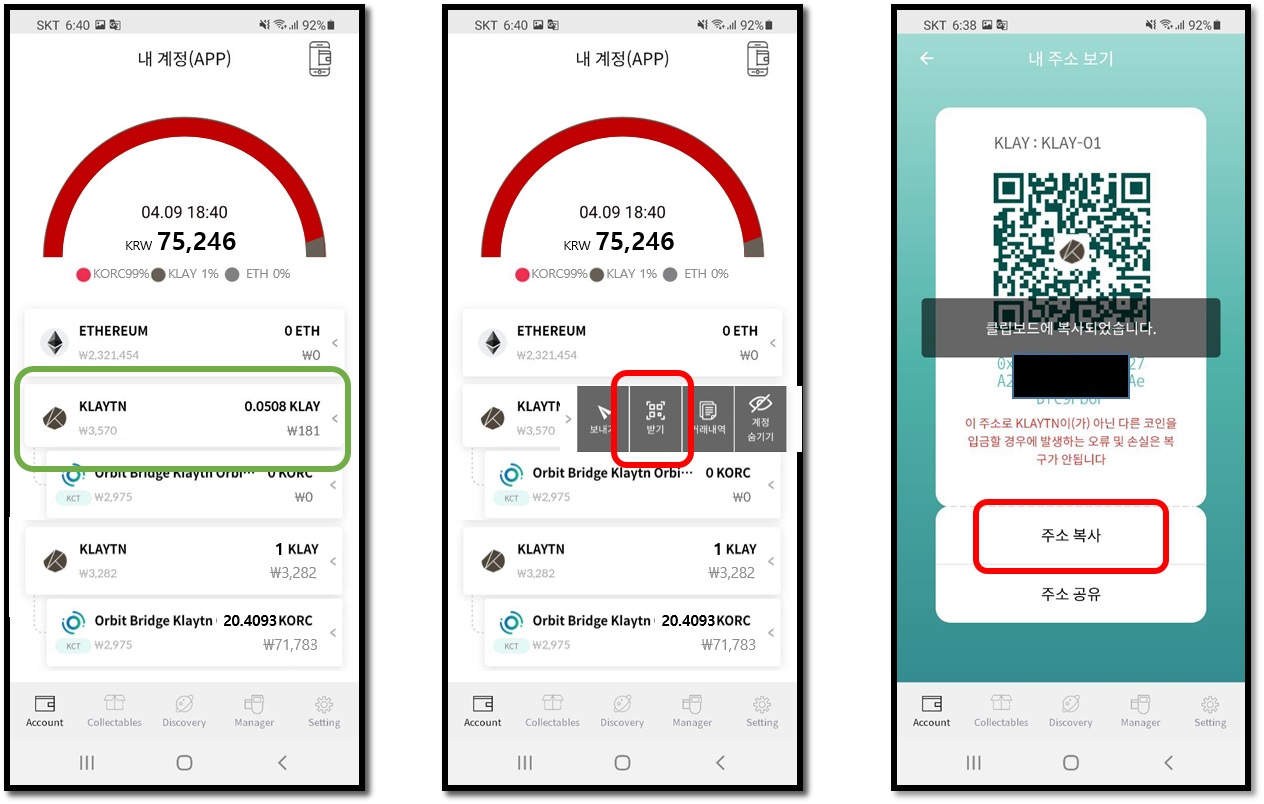 SKT 6:40
92%
내 계정(APP)
04.09 18:40
KRW 75,246
KORC99% KLAY 1% ETH 0%
ETHEREUM 0 ETH
₩2,321,454 ₩0
KLAYTN 0.0508 KLAY
₩3,570 ₩181
Orbit Bridge Klaytn Orbi··· 0 KORC
KCT ₩2,975 ₩0
KLAYTN 1 KLAY
₩3,282 ₩3,282
Orbit Bridge Klaytn 20.4093 KORC
KCT ₩2,975 ₩71,783
Account Collectables Discovery Manager Setting
SKT 6:40
92%
내 계정(APP)
04.09 18:40
KRW 75,246
KORC99% KLAY 1% ETH 0%
ETHEREUM 0 ETH
₩2,321,454 ₩0
KLAYTN
₩3,570
보내기 받기 거래내역 계정
숨기기
Orbit Bridge Klaytn Orbi··· 0 KORC
KCT ₩2,975 ₩0
KLAYTN 1 KLAY
₩3,282 ₩3,282
Orbit Bridge Klaytn 20.4093 KORC
KCT ₩2,975 ₩71,783
Account Collectables Discovery Manager Setting
SKT 6:38
92%
내 주소 보기
KLAY : KLAY-01
클립보드에 복사되었습니다.
0x 27
A2 Ae
이 주소로 KLAYTN이(가) 아닌 다른 코인을
입금할 경우에 발생하는 오류 및 손실은 복
구가 안됩니다
주소 복사
주소 공유
Account Collectables Discovery Manager Setting